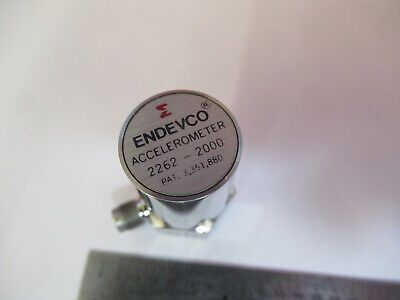 ENDEVCO®
ACCELEROMETER
2262 - 2000
PAT. 3,351,880